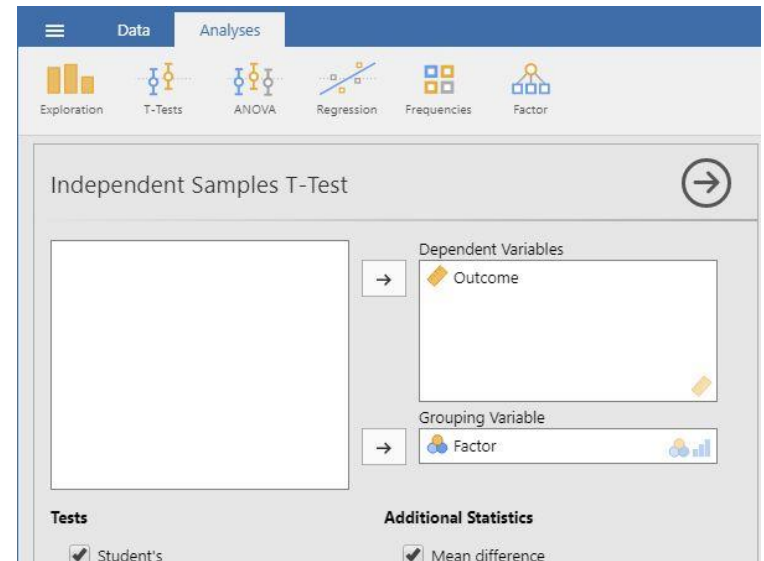 Data Analyses
Exploration T-Tests ANOVA Regression Frequencies Factor
Independent Samples T-Test
Dependent Variables
Outcome
Grouping Variable
Factor
Tests Additional Statistics
Student's Mean difference